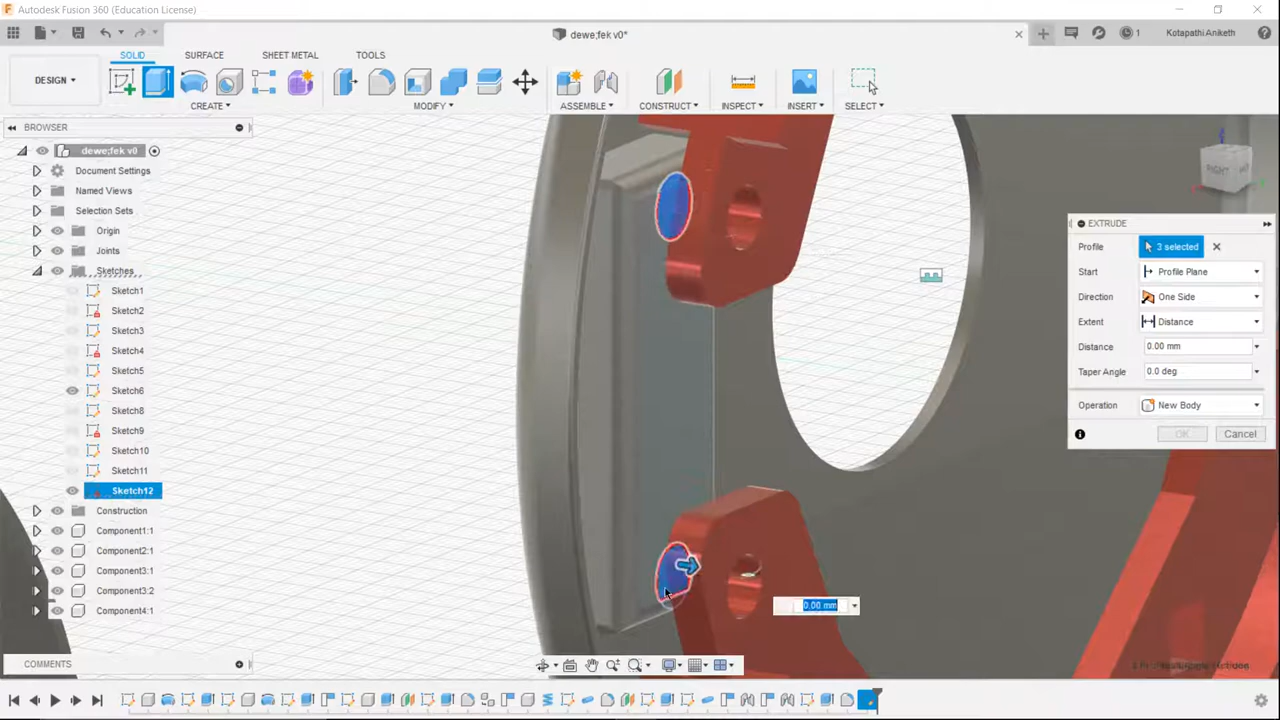 Autodesk Fusion 360 (Education License)
dewe;fek v0*
1
Kotapathi.Aniketh
DESIGN
SOLID SURFACE SHEET METAL TOOLS
CREATE MODIFY ASSEMBLE CONSTRUCT INSPECT INSERT SELECT
BROWSER
dewe;fek v0
Document Settings
Named Views
Selection Sets
Origin
Joints
Sketches
Sketch1
Sketch2
Sketch3
Sketch4
Sketch5
Sketch6
Sketch8
Sketch9
Sketch10
Sketch11
Sketch12
Construction
Component1:1
Component2:1
Component3:1
Component3:2
Component4:1
RIGHT
EXTRUDE
Profile 3 selected
Start Profile Plane
Direction One Side
Extent Distance
Distance 0.00 mm
Taper Angle 0.0 deg
Operation New Body
OK Cancel
0.00 mm
COMMENTS